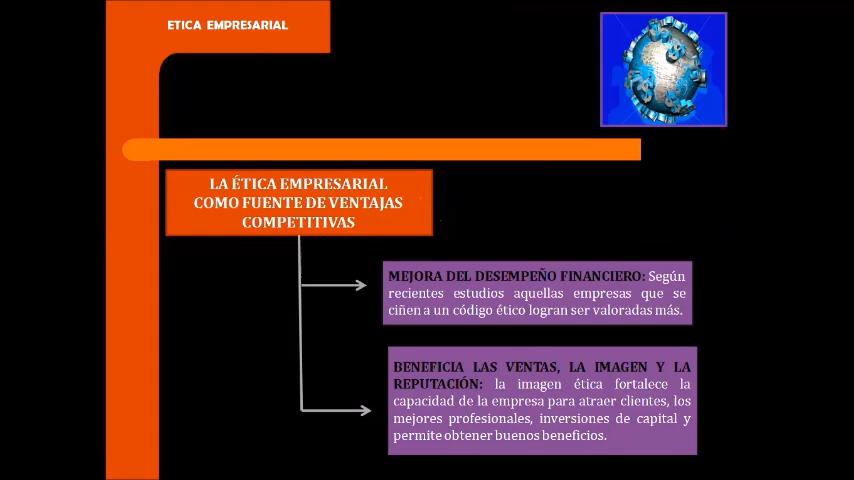 ETICA EMPRESARIAL
LA ÉTICA EMPRESARIAL
COMO FUENTE DE VENTAJAS
COMPETITIVAS
MEJORA DEL DESEMPEÑO FINANCIERO: Según
recientes estudios aquellas empresas que se
ciñen a un código ético logran ser valoradas más.
BENEFICIA LAS VENTAS, LA IMAGEN Y LA
REPUTACIÓN: la imagen ética fortalece la
capacidad de la empresa para atraer clientes, los
mejores profesionales, inversiones de capital y
permite obtener buenos beneficios.